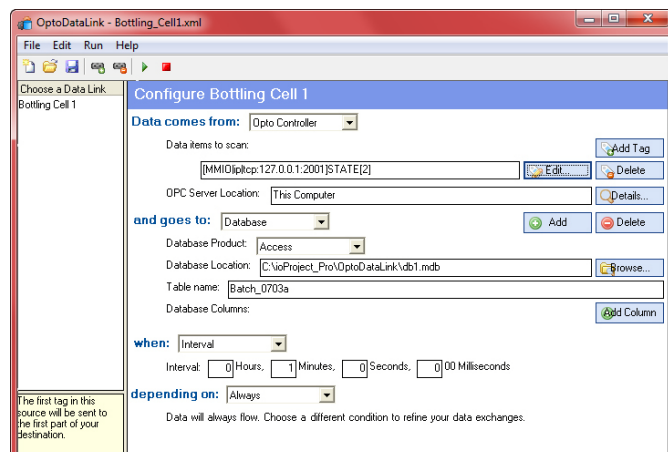 OptoDataLink - Bottling_Cell1.xml
File Edit Run Help
Choose a Data Link
Bottling Cell 1
Configure Bottling Cell 1
Data comes from: Opto Controller
Data items to scan:
Add Tag
[MMIO|ip|tcp:127.0.0.1:2001]STATE[2] Edit... Delete
OPC Server Location: This Computer Details...
and goes to: Database Add Delete
Database Product: Access
Database Location: C:\ioProject_Pro\OptoDataLink\db1.mdb Browse...
Table name: Batch_0703a
Database Columns: Add Column
when: Interval
Interval: 0 Hours, 1 Minutes, 0 Seconds, 0 00 Milliseconds
depending on: Always
Data will always flow. Choose a different condition to refine your data exchanges.
The first tag in this
source will be sent to
the first part of your
destination.